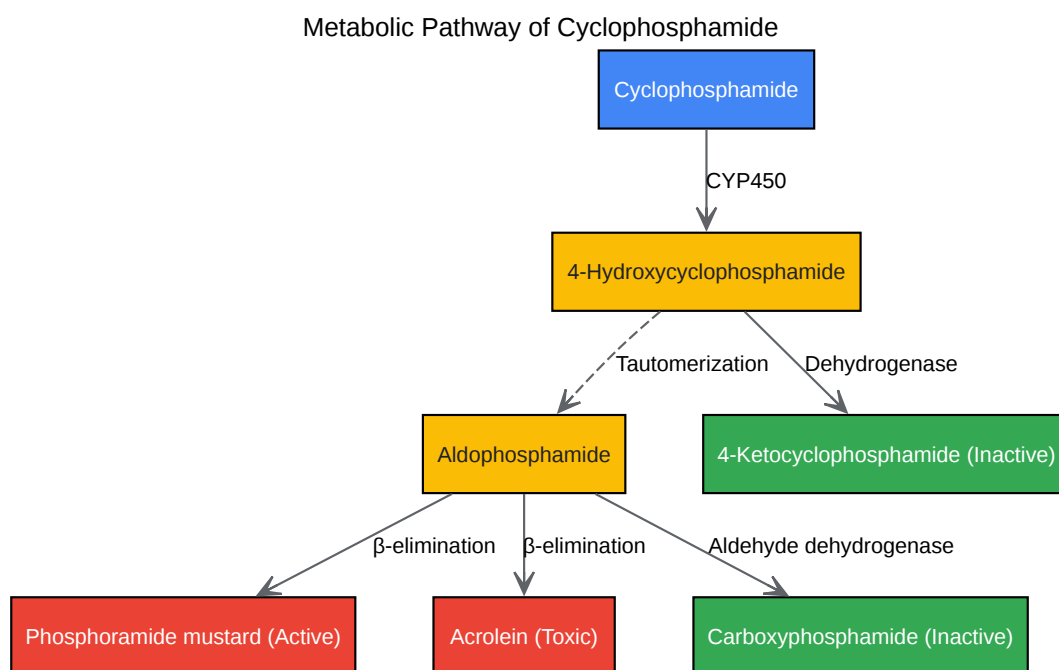 Metabolic Pathway of Cyclophosphamide
Cyclophosphamide
CYP450
4-Hydroxycyclophosphamide
Tautomerization
Dehydrogenase
Aldophosphamide
4-Ketocyclophosphamide (Inactive)
β-elimination
β-elimination
Aldehyde dehydrogenase
Phosphoramide mustard (Active)
Acrolein (Toxic)
Carboxyphosphamide (Inactive)